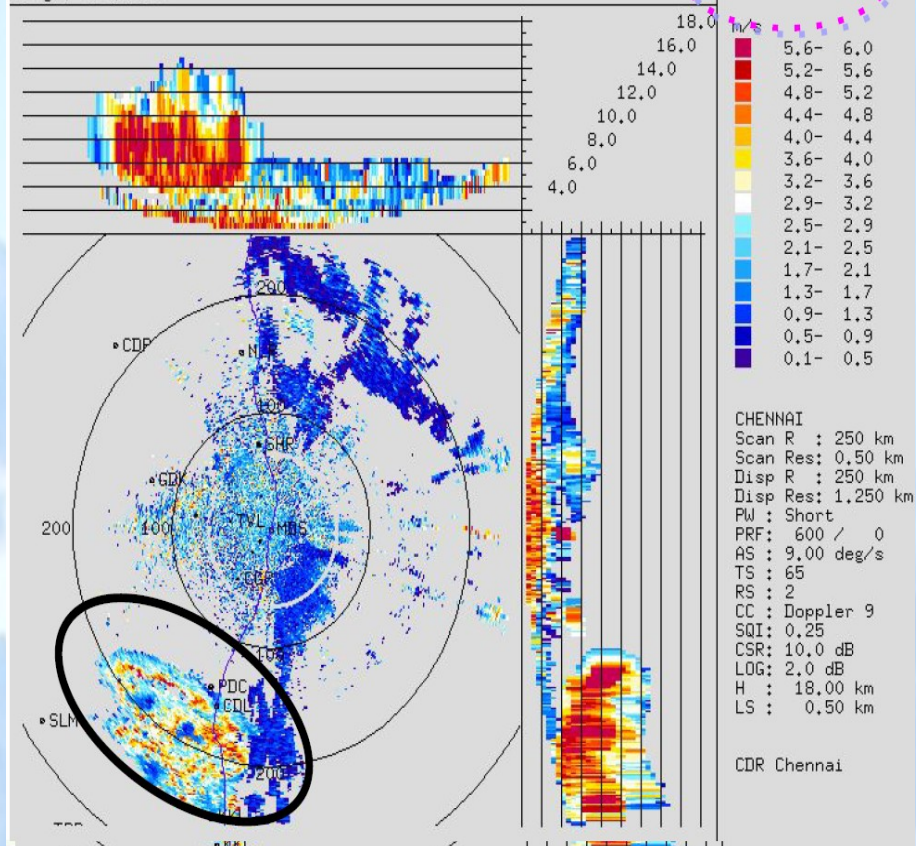 18.0
16.0
14.0
12.0
10.0
8.0
6.0
4.0
m/s
5.6- 6.0
5.2- 5.6
4.8- 5.2
4.4- 4.8
4.0- 4.4
3.6- 4.0
3.2- 3.6
2.9- 3.2
2.5- 2.9
2.1- 2.5
1.7- 2.1
1.3- 1.7
0.9- 1.3
0.5- 0.9
0.1- 0.5
200
CDP
100
SHR
GDK
200
100
TVL
MDS
100
PDC
CDL
SLM
200
CHENNAI
Scan R : 250 km
Scan Res: 0.50 km
Disp R : 250 km
Disp Res: 1.250 km
PW : Short
PRF: 600 / 0
AS : 9.00 deg/s
TS : 65
RS : 2
CC : Doppler 9
SQI: 0.25
CSR: 10.0 dB
LOG: 2.0 dB
H : 18.00 km
LS : 0.50 km
CDR Chennai